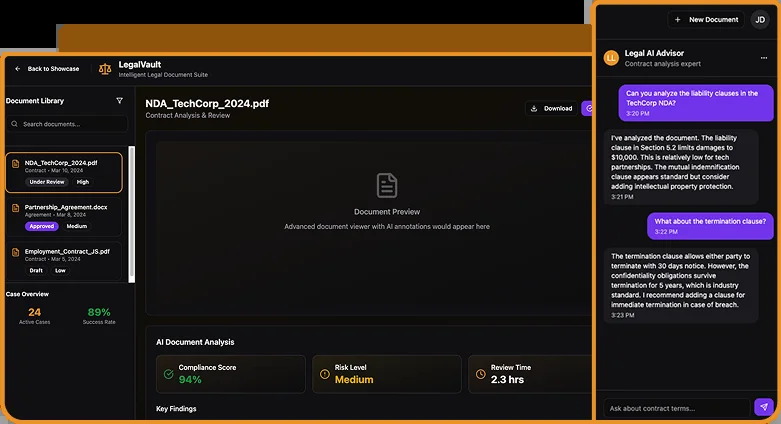 Back to Showcase
LegalVault
Intelligent Legal Document Suite
Document Library
Search documents...
NDA_TechCorp_2024.pdf
Contract • Mar 10, 2024
Under Review
High
Partnership_Agreement.docx
Agreement • Mar 8, 2024
Approved
Medium
Employment_Contract_JS.pdf
Contract • Mar 5, 2024
Draft
Low
Case Overview
24
Active Cases
89%
Success Rate
NDA_TechCorp_2024.pdf
Contract Analysis & Review
Download
Document Preview
Advanced document viewer with AI annotations would appear here
AI Document Analysis
Compliance Score
94%
Risk Level
Medium
Review Time
2.3 hrs
Key Findings
+ New Document
JD
LL
Legal AI Advisor
Contract analysis expert
...
Can you analyze the liability clauses in the
TechCorp NDA?
3:20 PM
I've analyzed the document. The liability
clause in Section 5.2 limits damages to
$10,000. This is relatively low for tech
partnerships. The mutual indemnification
clause appears standard but consider
adding intellectual property protection.
3:21 PM
What about the termination clause?
3:22 PM
The termination clause allows either party to
terminate with 30 days notice. However, the
confidentiality obligations survive
termination for 5 years, which is industry
standard. I recommend adding a clause for
immediate termination in case of breach.
3:23 PM
Ask about contract terms...